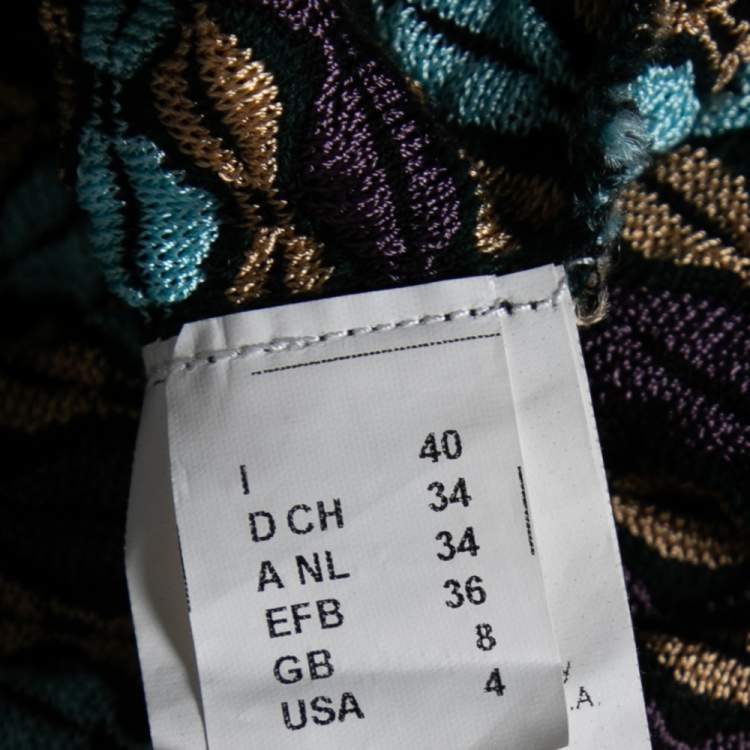 I 40
D CH 34
A NL 34
EFB 36
GB 8
USA 4
.A.